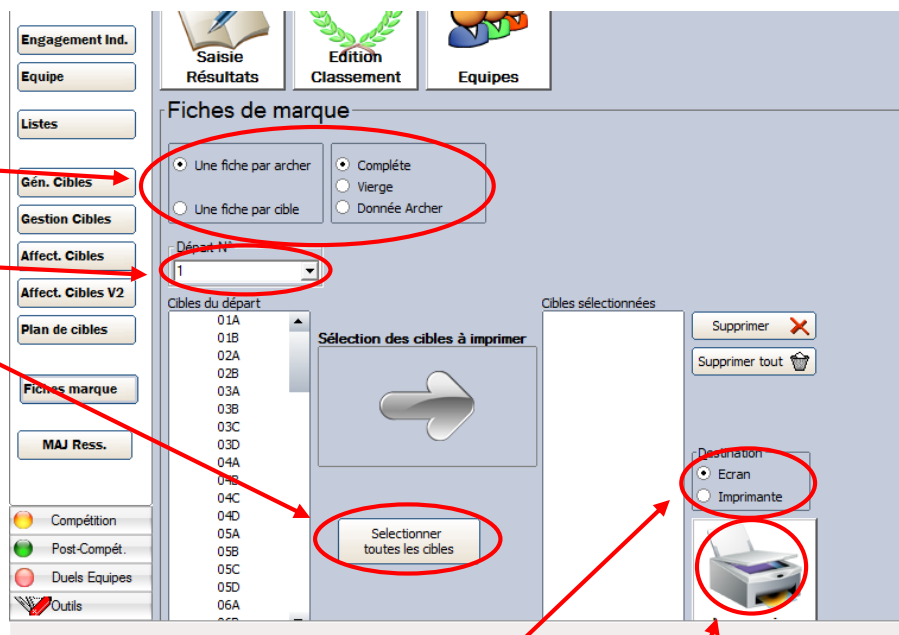 Engagement Ind.
Equipe
Listes
Gén. Cibles
Gestion Cibles
Affect. Cibles
Affect. Cibles V2
Plan de cibles
Fiches marque
MAJ Ress.
Compétition
Post-Compét.
Duels Equipes
Outils
Saisie
Résultats
Edition
Classement
Equipes
Fiches de marque
Une fiche par archer
Une fiche par cible
Compléte
Vierge
Donnée Archer
Départ N°
1
Cibles du départ
01A
01B
02A
02B
03A
03B
03C
03D
04A
04B
04C
04D
05A
05B
05C
05D
06A
Sélection des cibles à imprimer
Selectionner
toutes les cibles
Cibles sélectionnées
Supprimer
Supprimer tout
Destination
Ecran
Imprimante